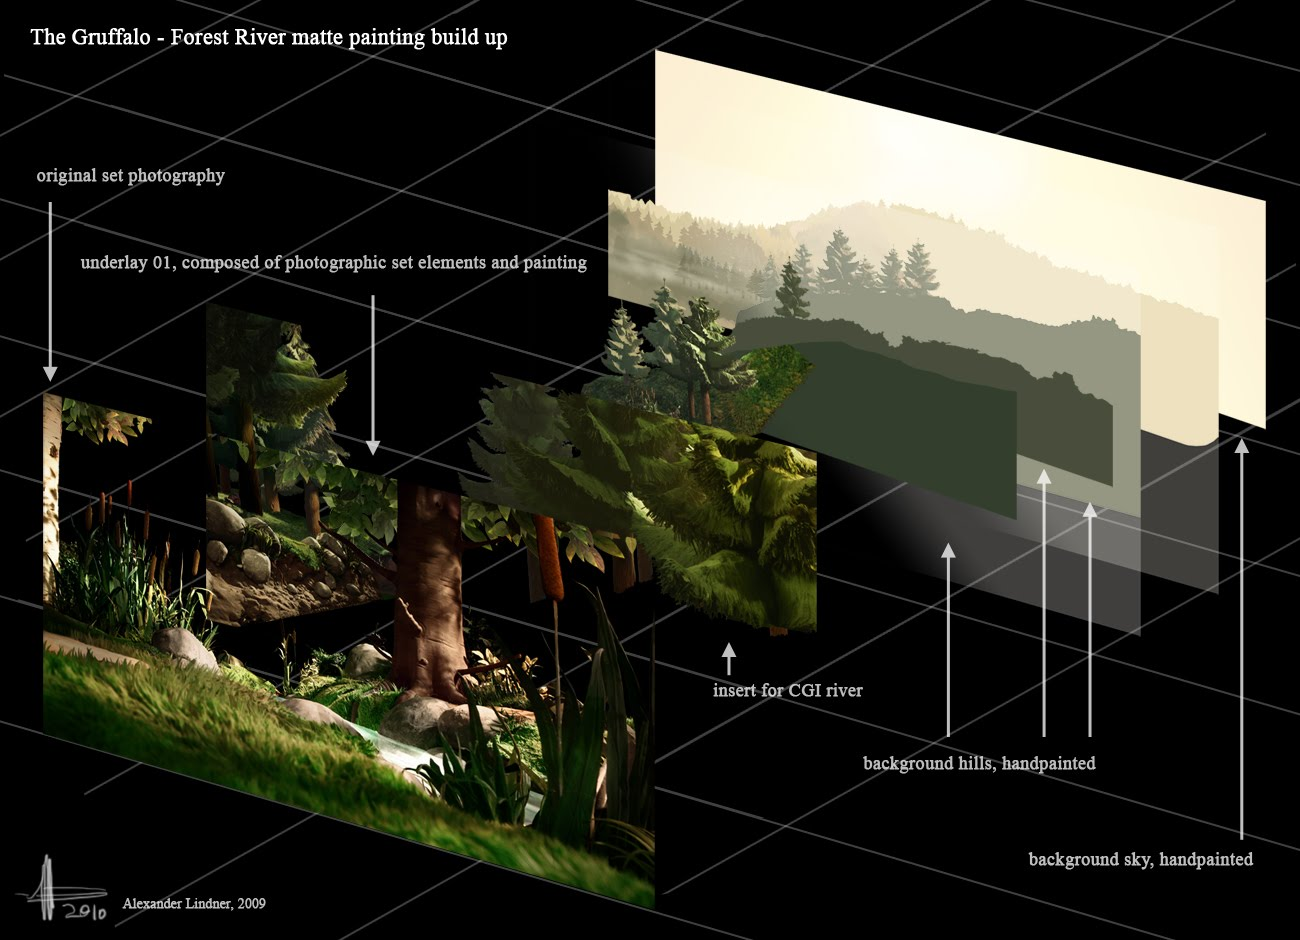 The Gruffalo - Forest River matte painting build up
original set photography
underlay 01, composed of photographic set elements and painting
insert for CGI river
background hills, handpainted
background sky, handpainted
2010
Alexander Lindner, 2009